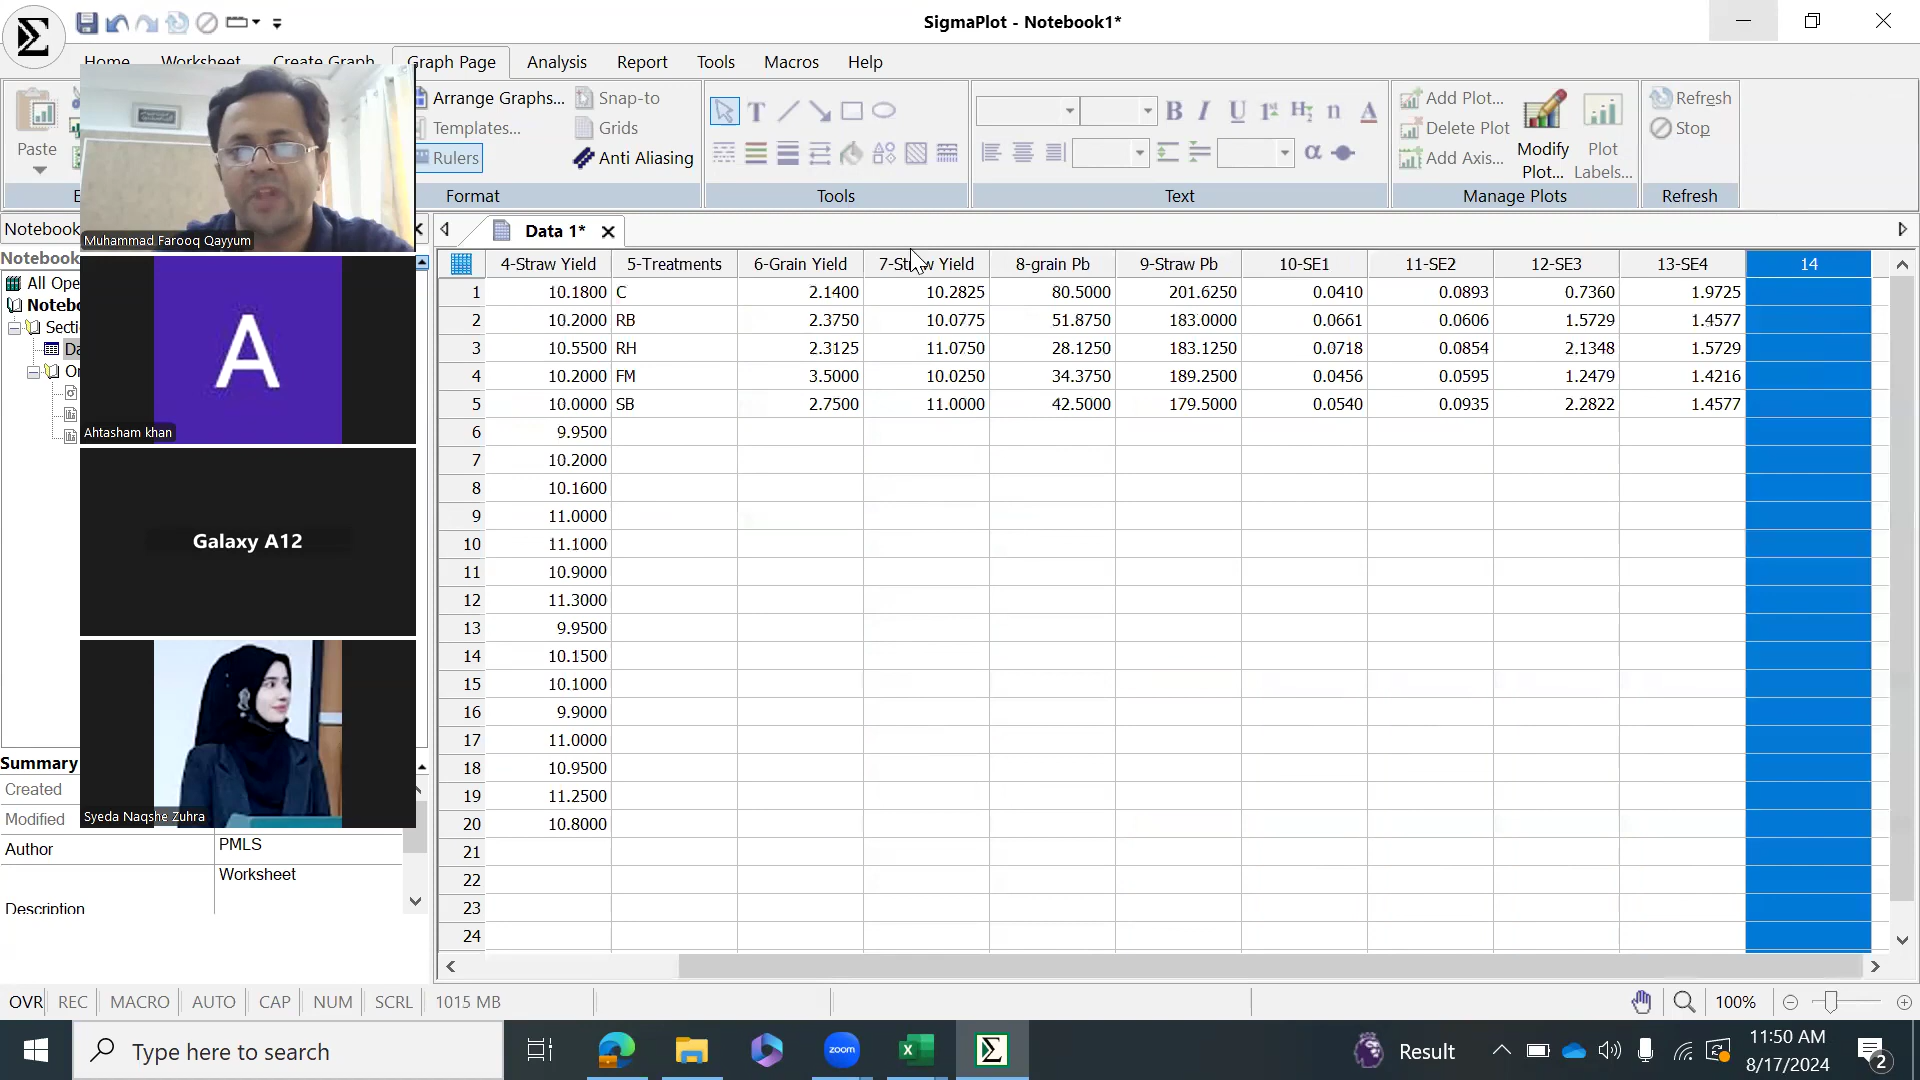 SigmaPlot - Notebook1*
Home Worksheet Create Graph Graph Page Analysis Report Tools Macros Help
Paste
Arrange Graphs...
Templates...
Rulers
Snap-to
Grids
Anti Aliasing
Format
Tools
Text
Add Plot...
Delete Plot
Add Axis...
Modify Plot...
Plot Labels...
Manage Plots
Refresh
Stop
Refresh
Muhammad Farooq Qayyum
A
Ahtasham khan
Galaxy A12
Syeda Naqshe Zuhra
Notebook
Notebook
All Ope
Notebo
Secti
Da
Summary
Created
Modified
Author PMLS
Worksheet
Description
Data 1*
4-Straw Yield 5-Treatments 6-Grain Yield 7-Straw Yield 8-grain Pb 9-Straw Pb 10-SE1 11-SE2 12-SE3 13-SE4 14
1 10.1800 C 2.1400 10.2825 80.5000 201.6250 0.0410 0.0893 0.7360 1.9725
2 10.2000 RB 2.3750 10.0775 51.8750 183.0000 0.0661 0.0606 1.5729 1.4577
3 10.5500 RH 2.3125 11.0750 28.1250 183.1250 0.0718 0.0854 2.1348 1.5729
4 10.2000 FM 3.5000 10.0250 34.3750 189.2500 0.0456 0.0595 1.2479 1.4216
5 10.0000 SB 2.7500 11.0000 42.5000 179.5000 0.0540 0.0935 2.2822 1.4577
6 9.9500
7 10.2000
8 10.1600
9 11.0000
10 11.1000
11 10.9000
12 11.3000
13 9.9500
14 10.1500
15 10.1000
16 9.9000
17 11.0000
18 10.9500
19 11.2500
20 10.8000
21
22
23
24
OVR REC MACRO AUTO CAP NUM SCRL 1015 MB 100%
Type here to search
zoom
Result
11:50 AM
8/17/2024
2